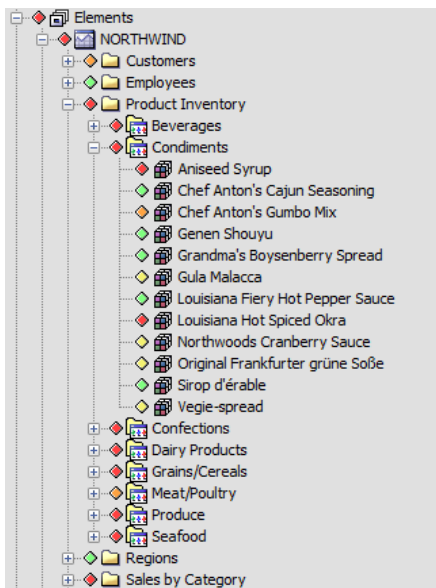 Elements
NORTHWIND
Customers
Employees
Product Inventory
Beverages
Condiments
Aniseed Syrup
Chef Anton's Cajun Seasoning
Chef Anton's Gumbo Mix
Genen Shouyu
Grandma's Boysenberry Spread
Gula Malacca
Louisiana Fiery Hot Pepper Sauce
Louisiana Hot Spiced Okra
Northwoods Cranberry Sauce
Original Frankfurter grüne Soße
Sirop d'érable
Vegie-spread
Confections
Dairy Products
Grains/Cereals
Meat/Poultry
Produce
Seafood
Regions
Sales by Category